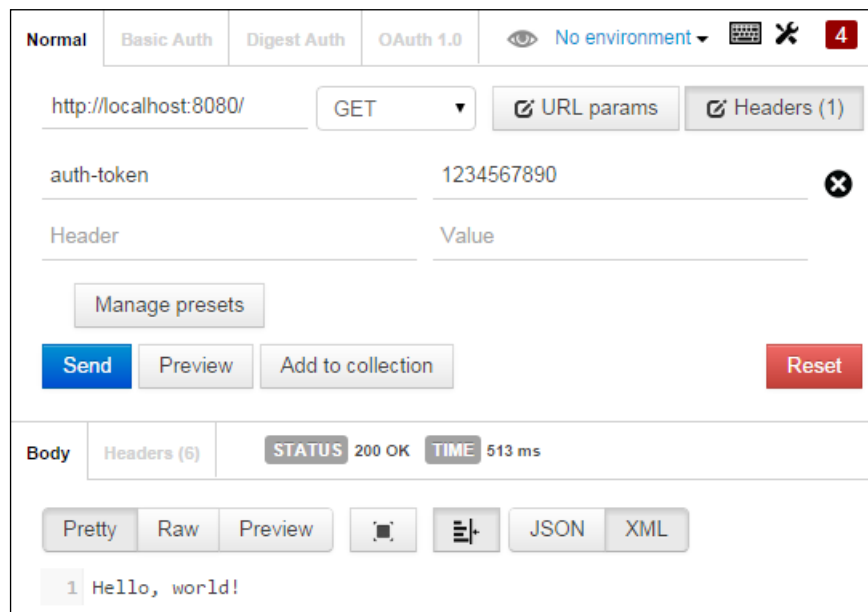 Normal Basic Auth Digest Auth OAuth 1.0 No environment 4
http://localhost:8080/ GET URL params Headers (1)
auth-token 1234567890
Header Value
Manage presets
Send Preview Add to collection Reset
Body Headers (6) STATUS 200 OK TIME 513 ms
Pretty Raw Preview JSON XML
1 Hello, world!